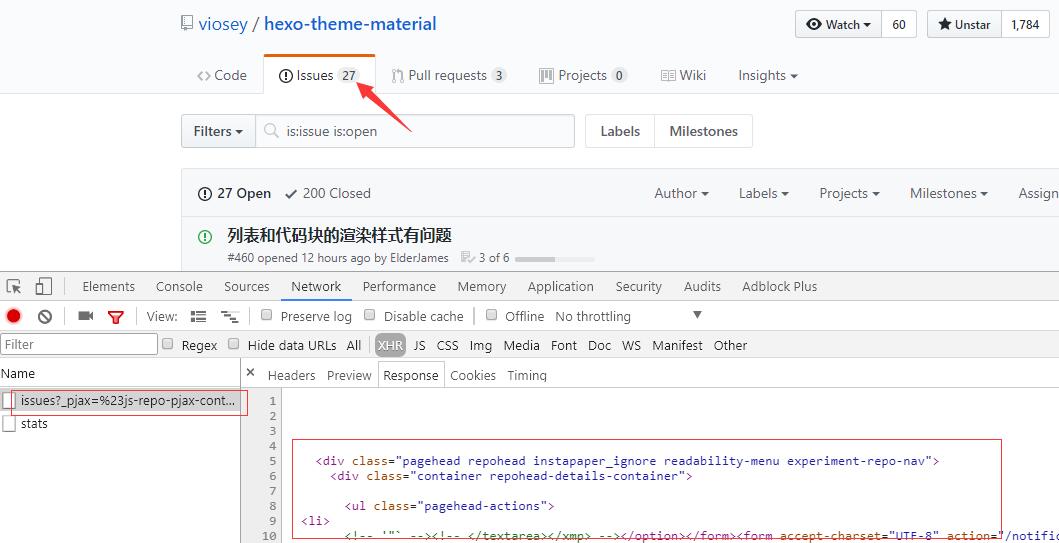 viosey / hexo-theme-material
Watch 60 Unstar 1,784
Code Issues 27 Pull requests 3 Projects 0 Wiki Insights
Filters is:issue is:open Labels Milestones
27 Open 200 Closed Author Labels Projects Milestones Assign
列表和代码块的渲染样式有问题
#460 opened 12 hours ago by ElderJames 3 of 6
Elements Console Sources Network Performance Memory Application Security Audits Adblock Plus
View: Preserve log Disable cache Offline No throttling
Filter Regex Hide data URLs All XHR JS CSS Img Media Font Doc WS Manifest Other
Name × Headers Preview Response Cookies Timing
issues?_pjax=%23js-repo-pjax-cont...
stats
1
2
3
4
5 <div class="pagehead repohead instapaper_ignore readability-menu experiment-repo-nav">
6 <div class="container repohead-details-container">
7
8 <ul class="pagehead-actions">
9 <li>
10 <!-- '"` --><!-- </textarea></xmp> --></option></form><form accept-charset="UTF-8" action="/notific